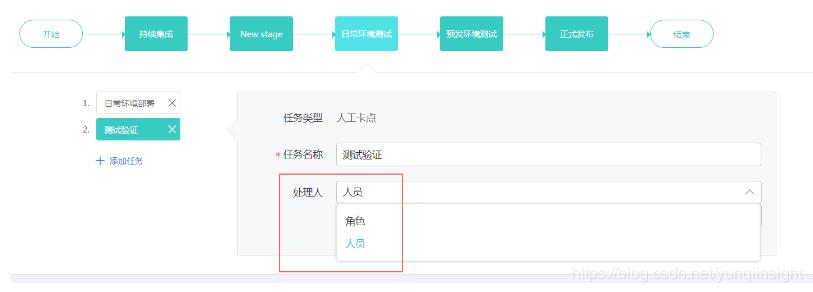 开始 持续集成 New stage 日常环境测试 预发环境测试 正式发布 结束
1. 日常环境部署
2. 测试验证
+ 添加任务
任务类型 人工卡点
* 任务名称 测试验证
处理人 人员
角色
人员
https://blog.csdn.net/yunqiinsight